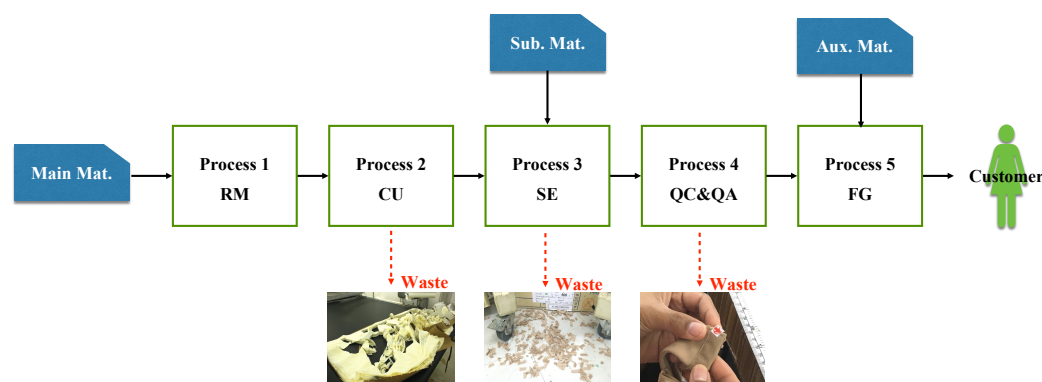 Sub. Mat.
Aux. Mat.
Main Mat.
Process 1
RM
Process 2
CU
Process 3
SE
Process 4
QC&QA
Process 5
FG
Customer
Waste
Waste
Waste